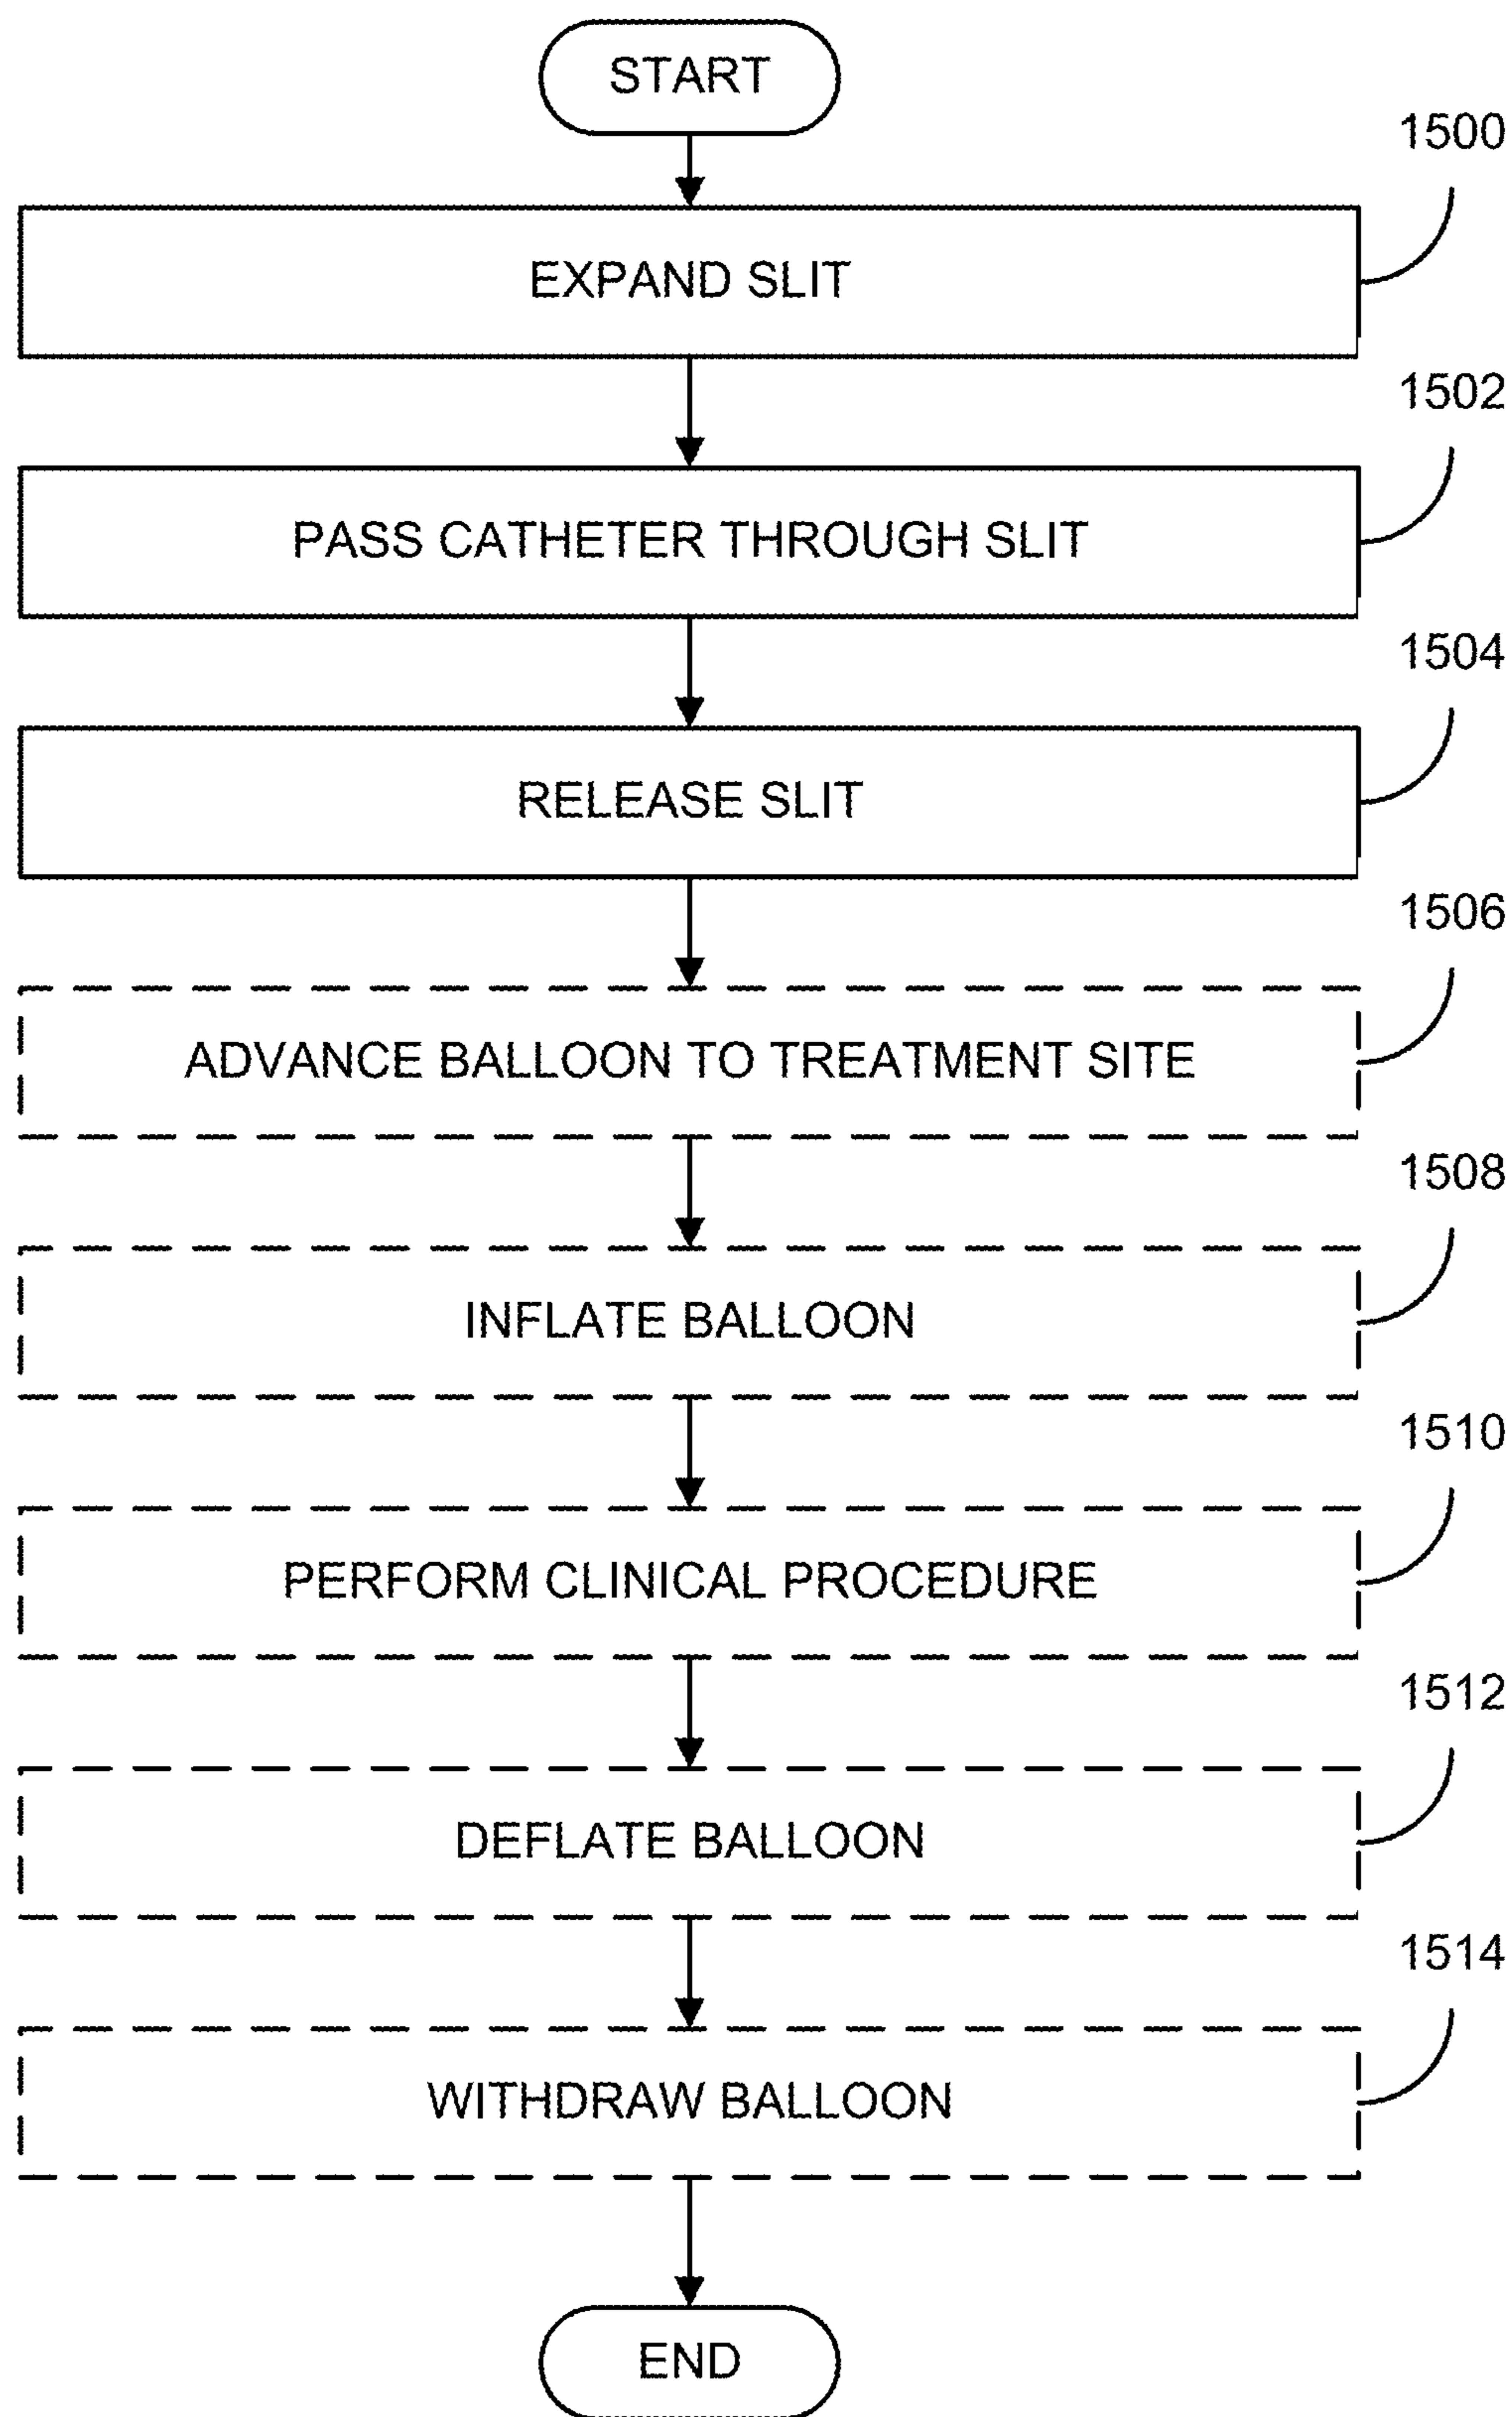 START
1500
EXPAND SLIT
1502
PASS CATHETER THROUGH SLIT
1504
RELEASE SLIT
1506
ADVANCE BALLOON TO TREATMENT SITE
1508
INFLATE BALLOON
1510
PERFORM CLINICAL PROCEDURE
1512
DEFLATE BALLOON
1514
WITHDRAW BALLOON
END